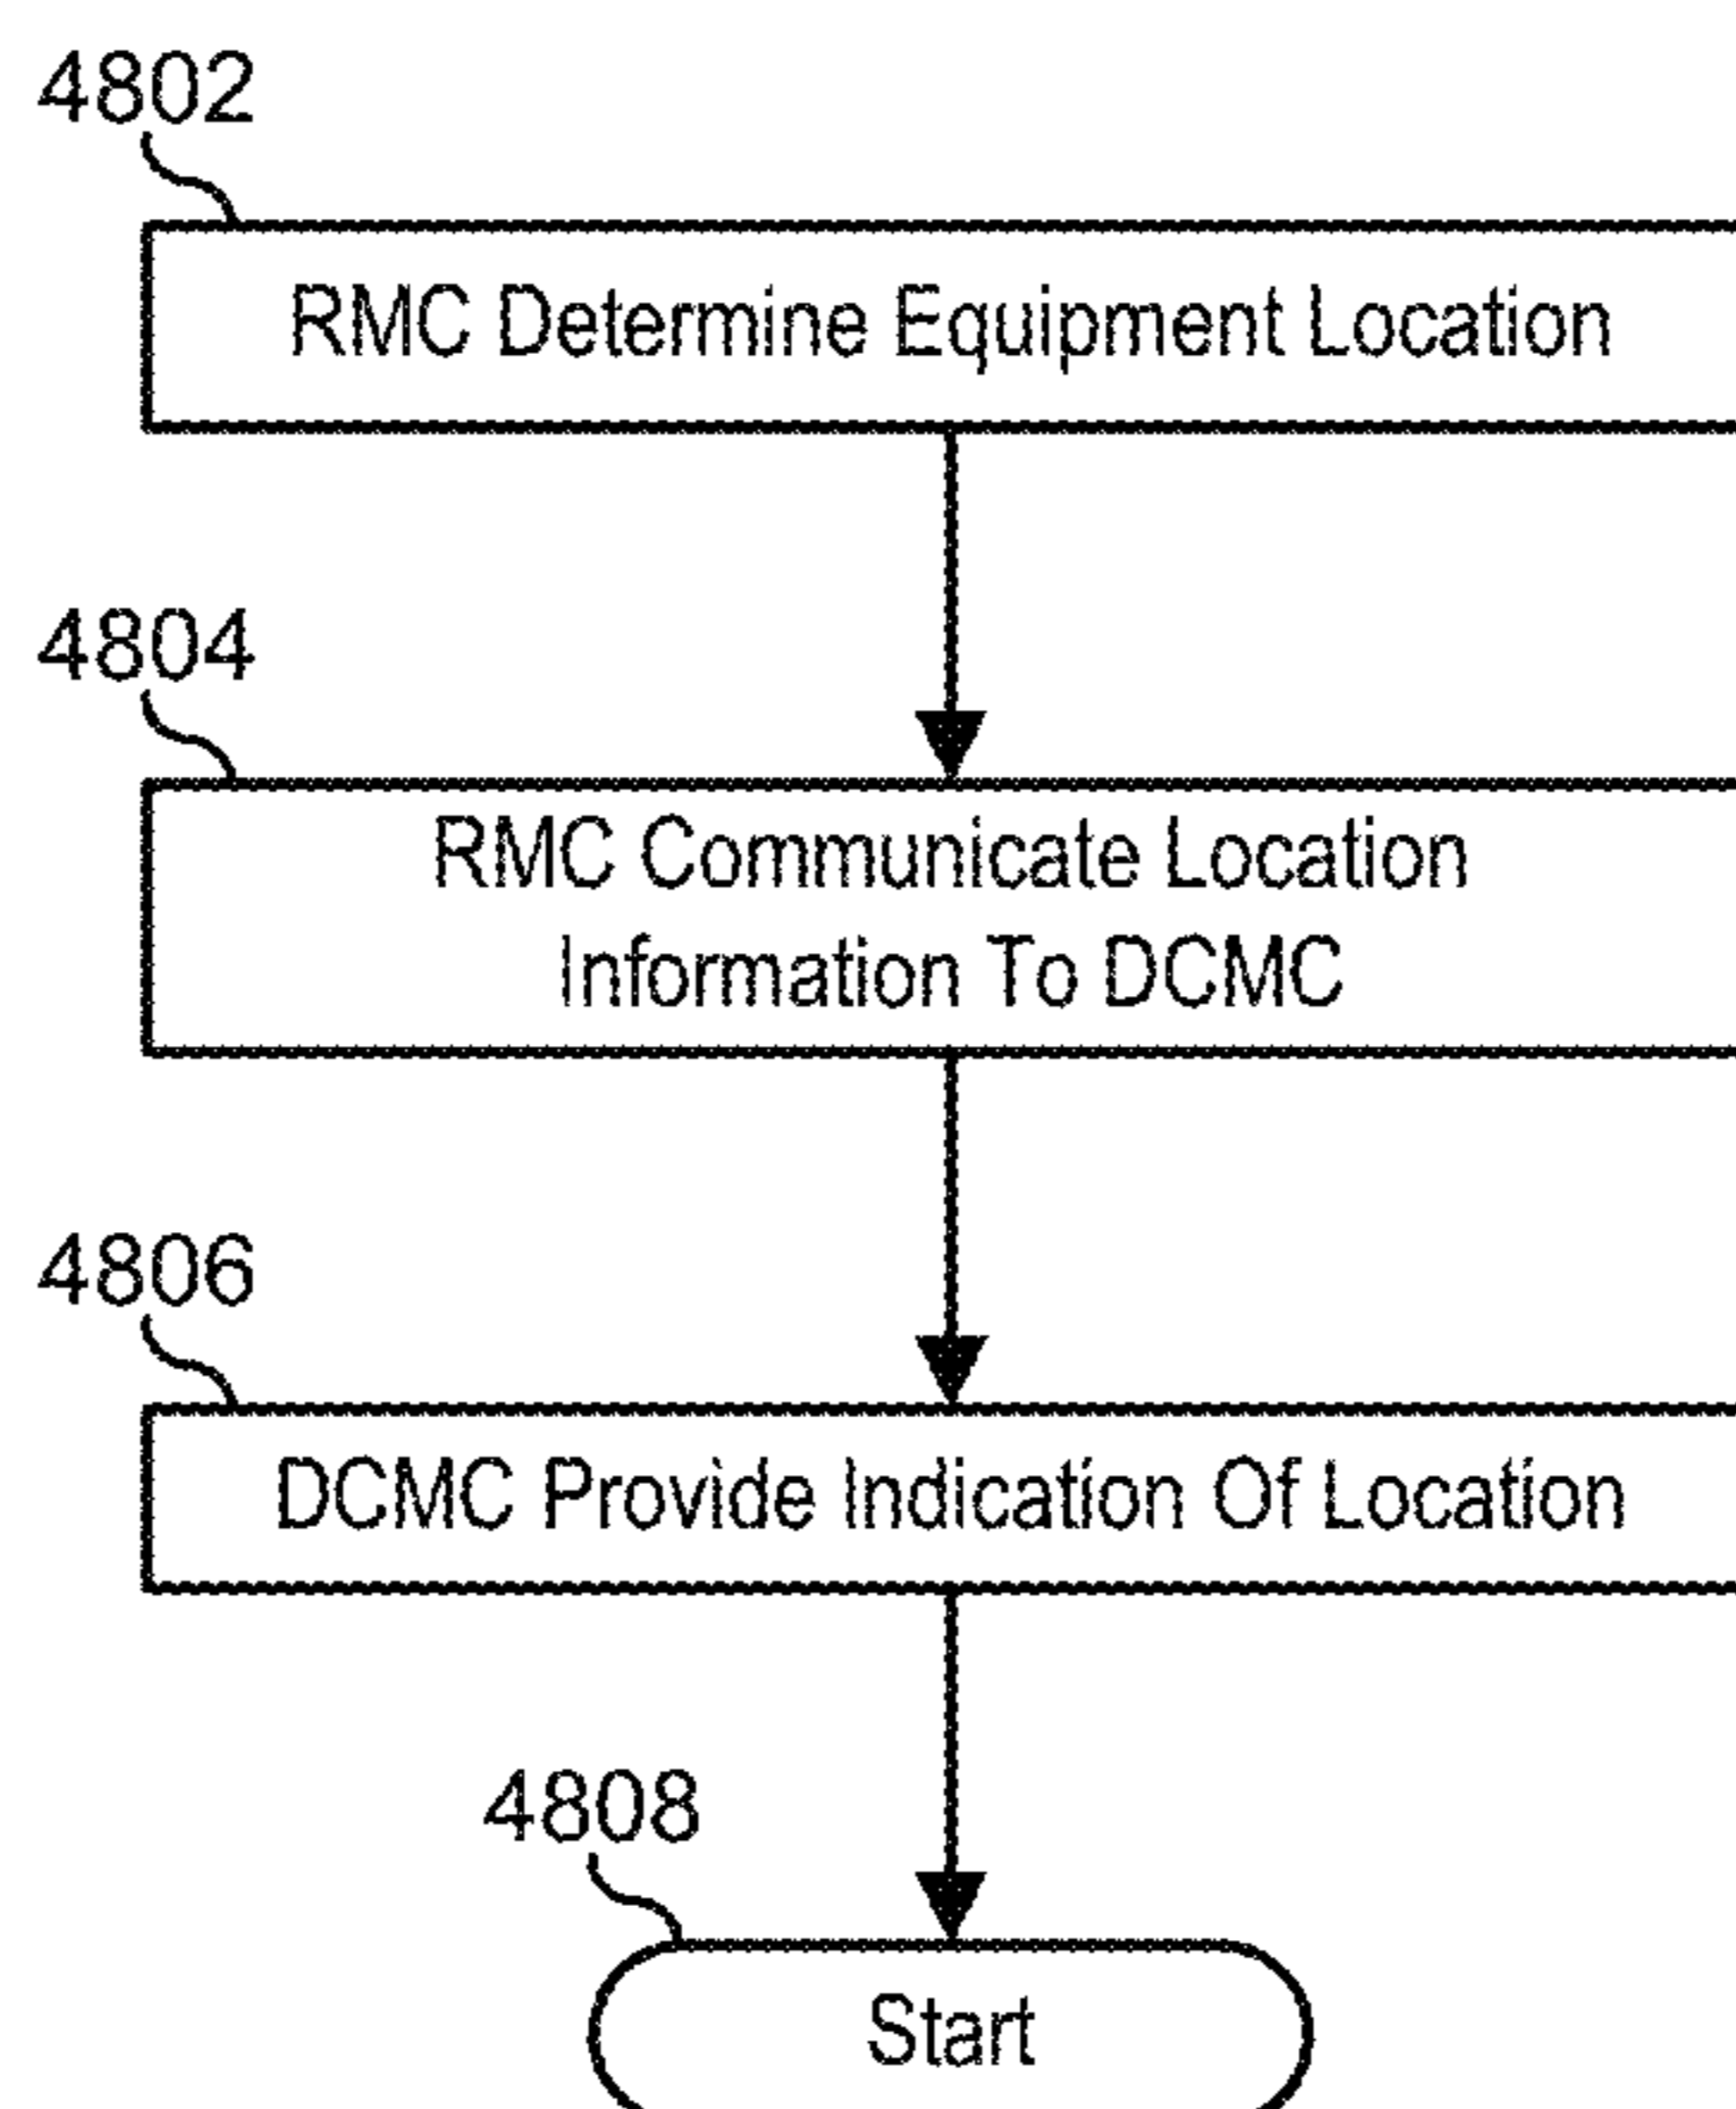 4802
RMC Determine Equipment Location
4804
RMC Communicate Location
Information To DCMC
4806
DCMC Provide Indication Of Location
4808
Start